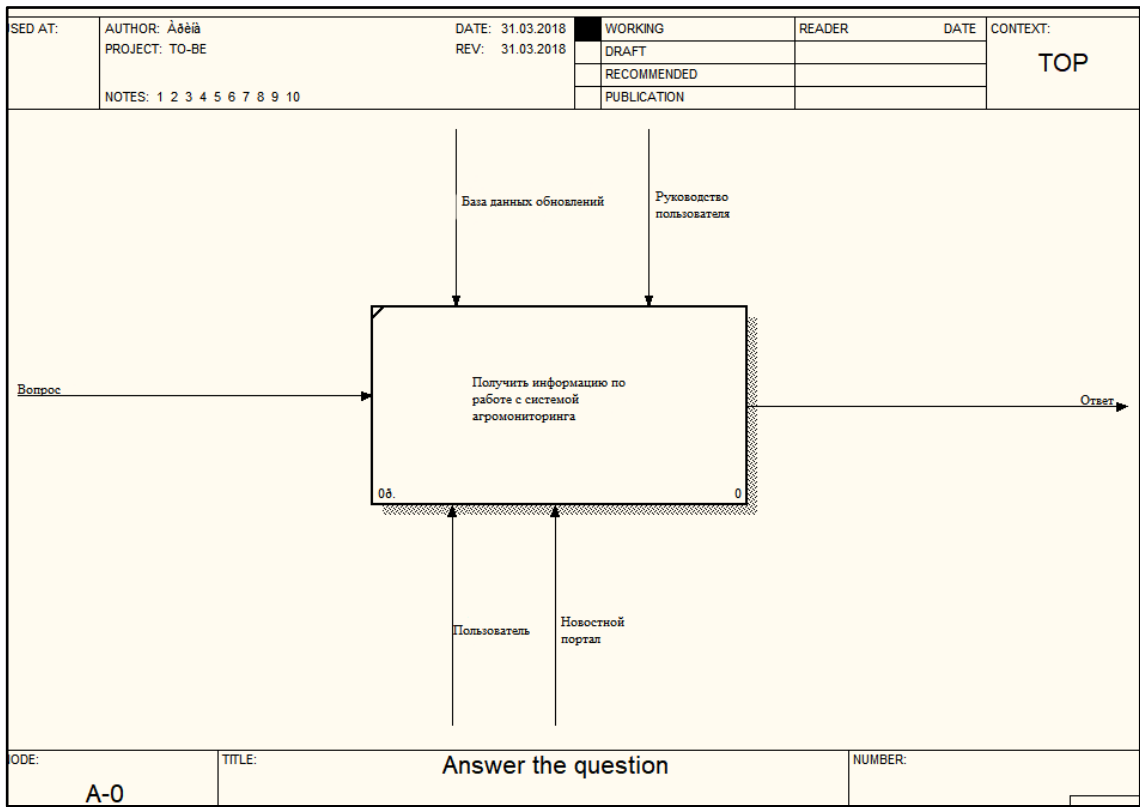 SED AT:
AUTHOR: Àðèíà
DATE: 31.03.2018
WORKING
READER
DATE
CONTEXT:
PROJECT: TO-BE
REV: 31.03.2018
DRAFT
TOP
RECOMMENDED
NOTES: 1 2 3 4 5 6 7 8 9 10
PUBLICATION
База данных обновлений
Руководство
пользователя
Вопрос
Получить информацию по
работе с системой
агромониторинга
Ответ
0ð.
0
Пользователь
Новостной
портал
ODE:
TITLE:
Answer the question
NUMBER:
A-0